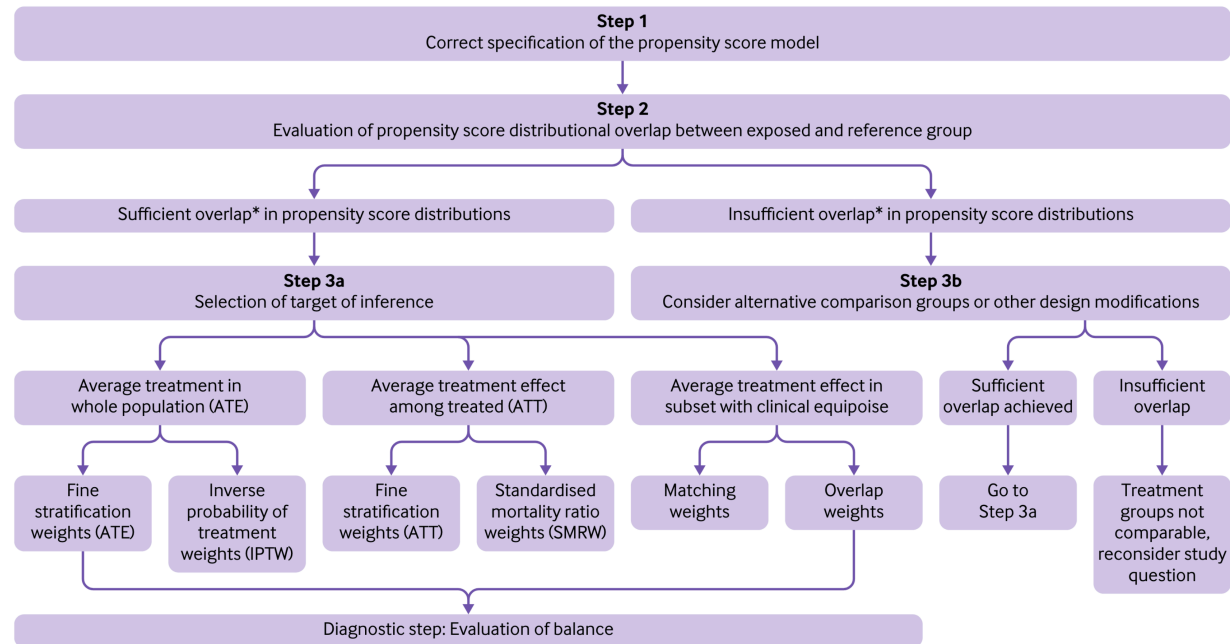 Step 1
Correct specification of the propensity score model
Step 2
Evaluation of propensity score distributional overlap between exposed and reference group
Sufficient overlap* in propensity score distributions
Insufficient overlap* in propensity score distributions
Step 3a
Selection of target of inference
Step 3b
Consider alternative comparison groups or other design modifications
Average treatment in
whole population (ATE)
Average treatment effect
among treated (ATT)
Average treatment effect in
subset with clinical equipoise
Sufficient
overlap achieved
Insufficient
overlap
Fine
stratification
weights (ATE)
Inverse
probability of
treatment
weights (IPTW)
Fine
stratification
weights (ATT)
Standardised
mortality ratio
weights (SMRW)
Matching
weights
Overlap
weights
Go to
Step 3a
Treatment
groups not
comparable,
reconsider study
question
Diagnostic step: Evaluation of balance